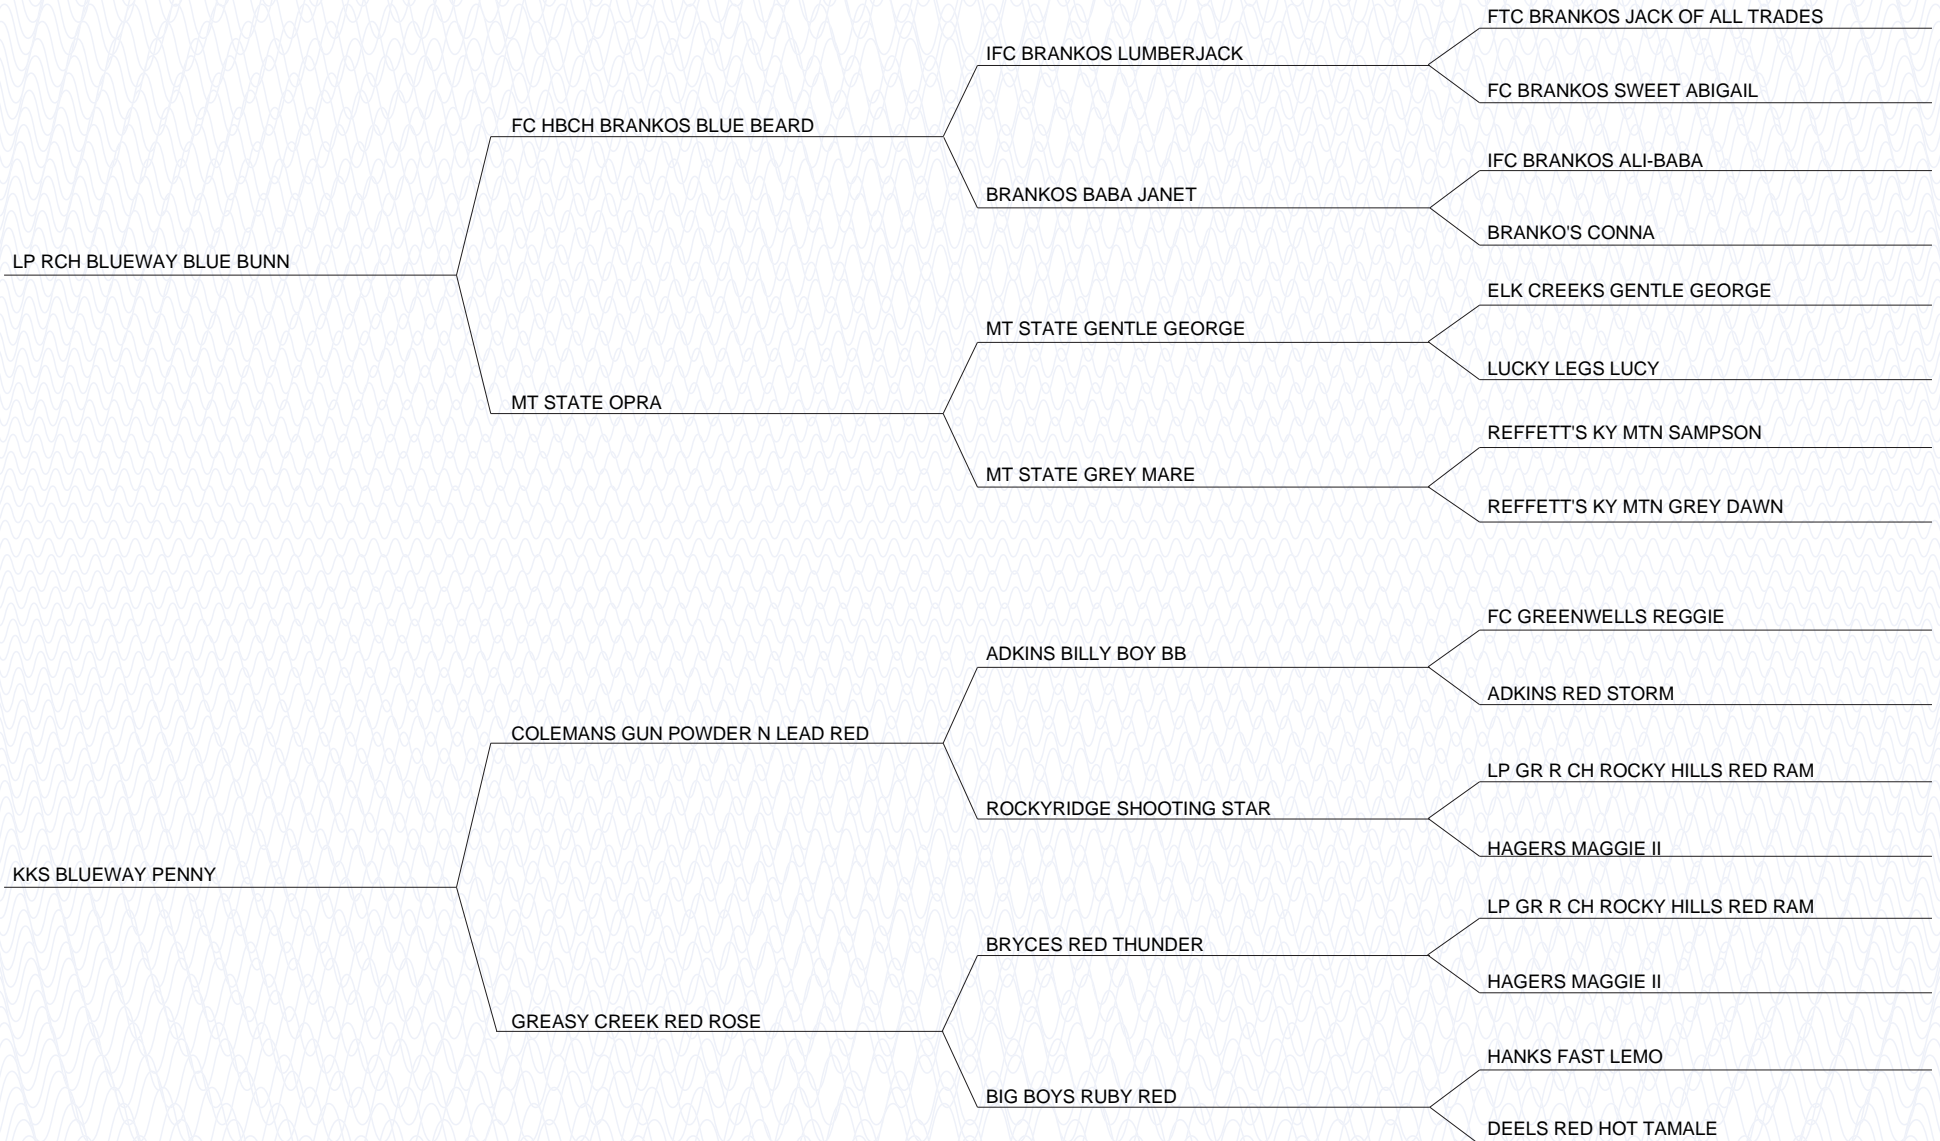 FTC BRANKOS JACK OF ALL TRADES
IFC BRANKOS LUMBERJACK
FC BRANKOS SWEET ABIGAIL
FC HBCH BRANKOS BLUE BEARD
IFC BRANKOS ALI-BABA
BRANKOS BABA JANET
BRANKO'S CONNA
LP RCH BLUEWAY BLUE BUNN
ELK CREEKS GENTLE GEORGE
MT STATE GENTLE GEORGE
LUCKY LEGS LUCY
MT STATE OPRA
REFFETT'S KY MTN SAMPSON
MT STATE GREY MARE
REFFETT'S KY MTN GREY DAWN
FC GREENWELLS REGGIE
ADKINS BILLY BOY BB
ADKINS RED STORM
COLEMANS GUN POWDER N LEAD RED
LP GR R CH ROCKY HILLS RED RAM
ROCKYRIDGE SHOOTING STAR
HAGERS MAGGIE II
KKS BLUEWAY PENNY
LP GR R CH ROCKY HILLS RED RAM
BRYCES RED THUNDER
HAGERS MAGGIE II
GREASY CREEK RED ROSE
HANKS FAST LEMO
BIG BOYS RUBY RED
DEELS RED HOT TAMALE